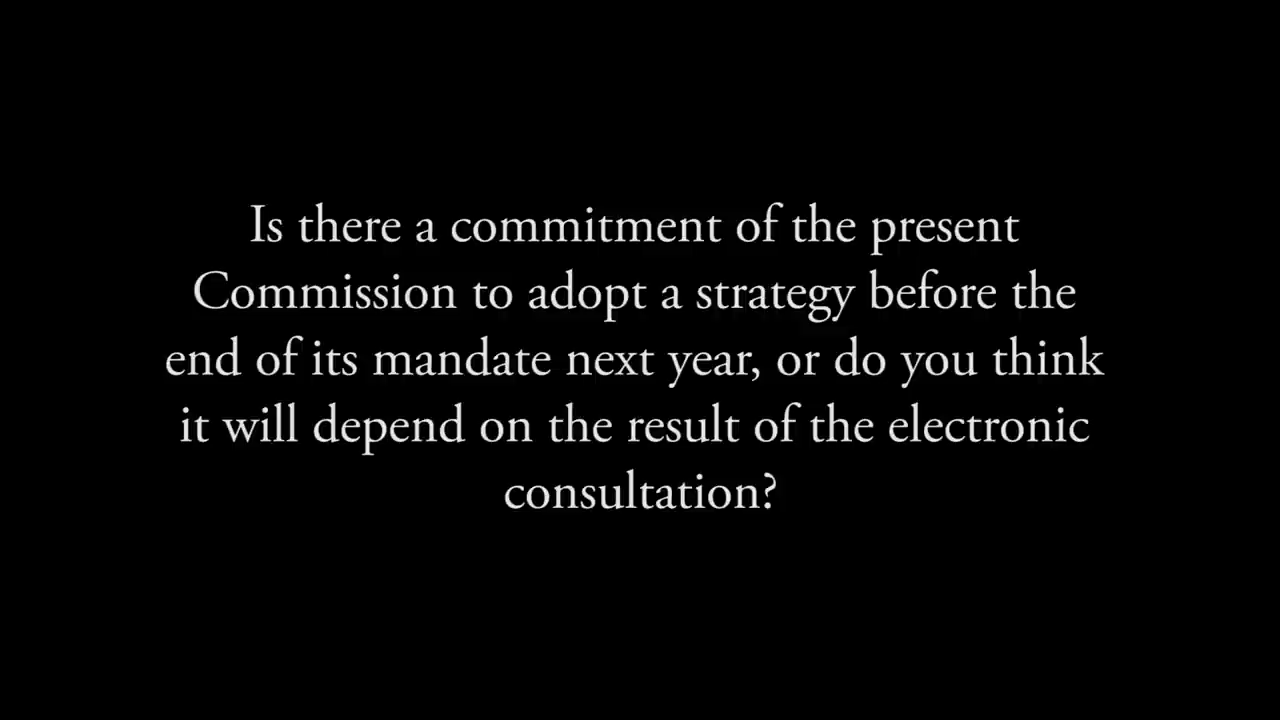 Is there a commitment of the present
Commission to adopt a strategy before the
end of its mandate next year, or do you think
it will depend on the result of the electronic
consultation?